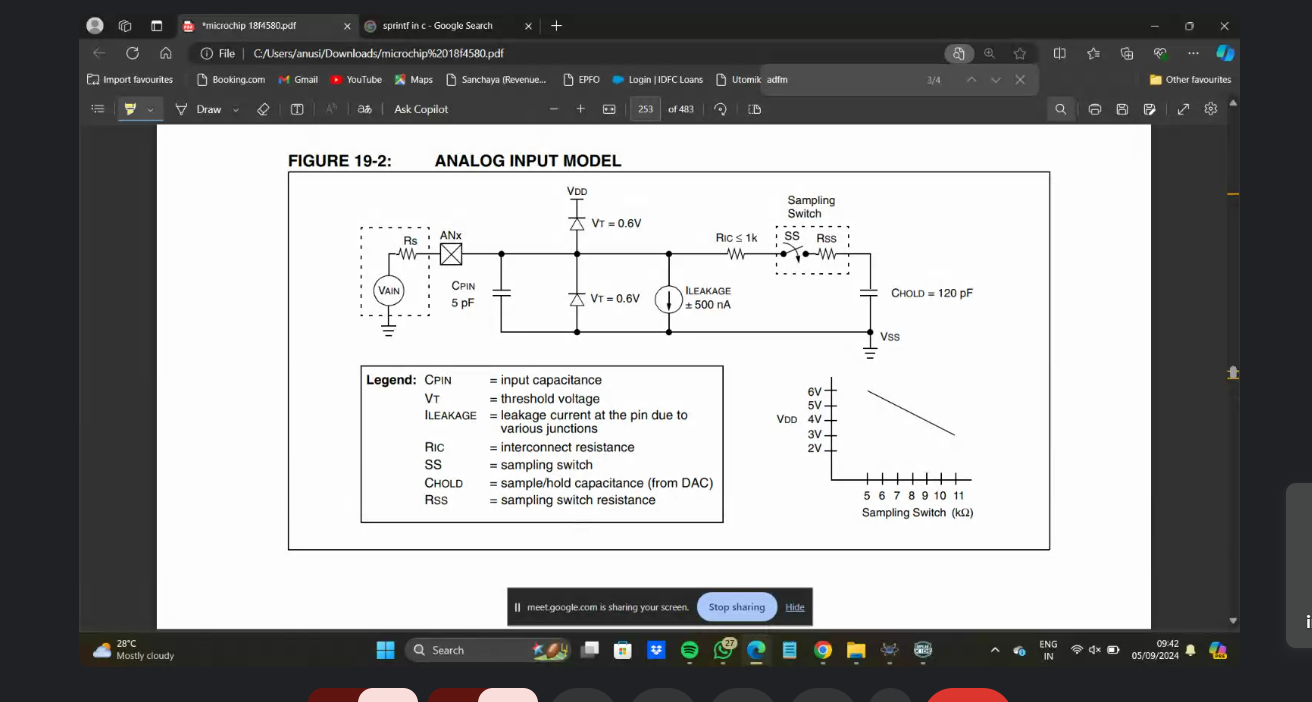 *microchip 18f4580.pdf
sprintf in c - Google Search
File
C:/Users/anusi/Downloads/microchip%2018f4580.pdf
Import favourites
Booking.com
Gmail
YouTube
Maps
Sanchaya (Revenue...
EPFO
Login | IDFC Loans
Utomik
adfm
3/4
Other favourites
Draw
Ask Copilot
253
of 483
FIGURE 19-2: ANALOG INPUT MODEL
VDD
VT = 0.6V
Sampling
Switch
Rs
ANx
RIC ≤ 1k
SS
RSS
VAIN
CPIN
5 pF
VT = 0.6V
ILEAKAGE
± 500 nA
CHOLD = 120 pF
VSS
Legend: CPIN = input capacitance
VT = threshold voltage
ILEAKAGE = leakage current at the pin due to
various junctions
RIC = interconnect resistance
SS = sampling switch
CHOLD = sample/hold capacitance (from DAC)
RSS = sampling switch resistance
6V
5V
VDD 4V
3V
2V
5 6 7 8 9 10 11
Sampling Switch (kΩ)
meet.google.com is sharing your screen.
Stop sharing
Hide
28°C
Mostly cloudy
Search
27
ENG
IN
09:42
05/09/2024